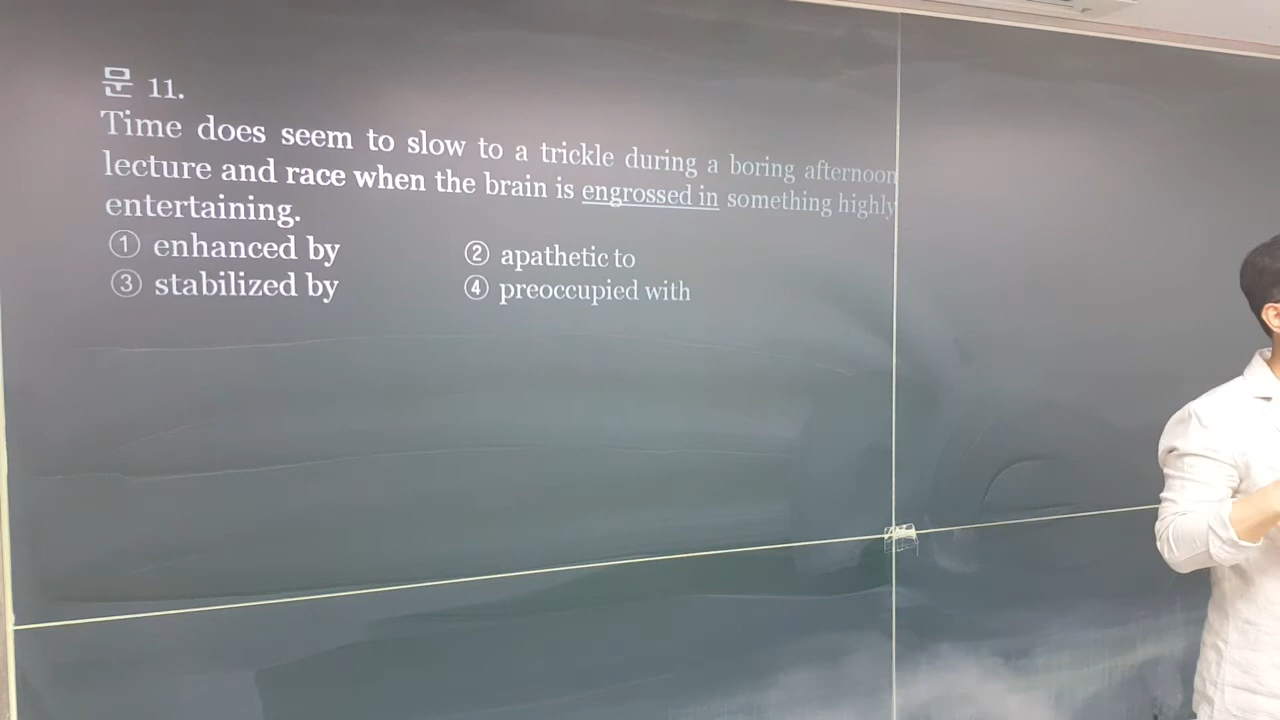 문 11.
Time does seem to slow to a trickle during a boring afternoon
lecture and race when the brain is engrossed in something highly
entertaining.
① enhanced by ② apathetic to
③ stabilized by ④ preoccupied with